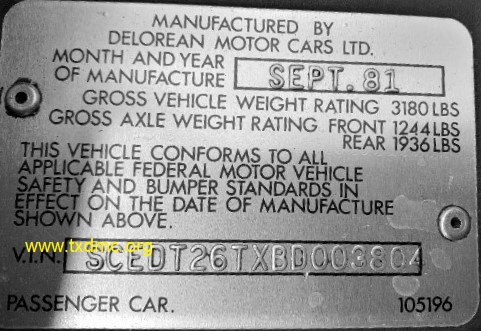 MANUFACTURED BY
DELOREAN MOTOR CARS LTD.
MONTH AND YEAR
OF MANUFACTURE SEPT. 81
GROSS VEHICLE WEIGHT RATING 3180 LBS
GROSS AXLE WEIGHT RATING FRONT 1244 LBS
REAR 1936 LBS
THIS VEHICLE CONFORMS TO ALL
APPLICABLE FEDERAL MOTOR VEHICLE
SAFETY AND BUMPER STANDARDS IN
EFFECT ON THE DATE OF MANUFACTURE
SHOWN ABOVE.
www.txdmc.org
V.I.N: SCEDT26TXBD003804
PASSENGER CAR. 105196